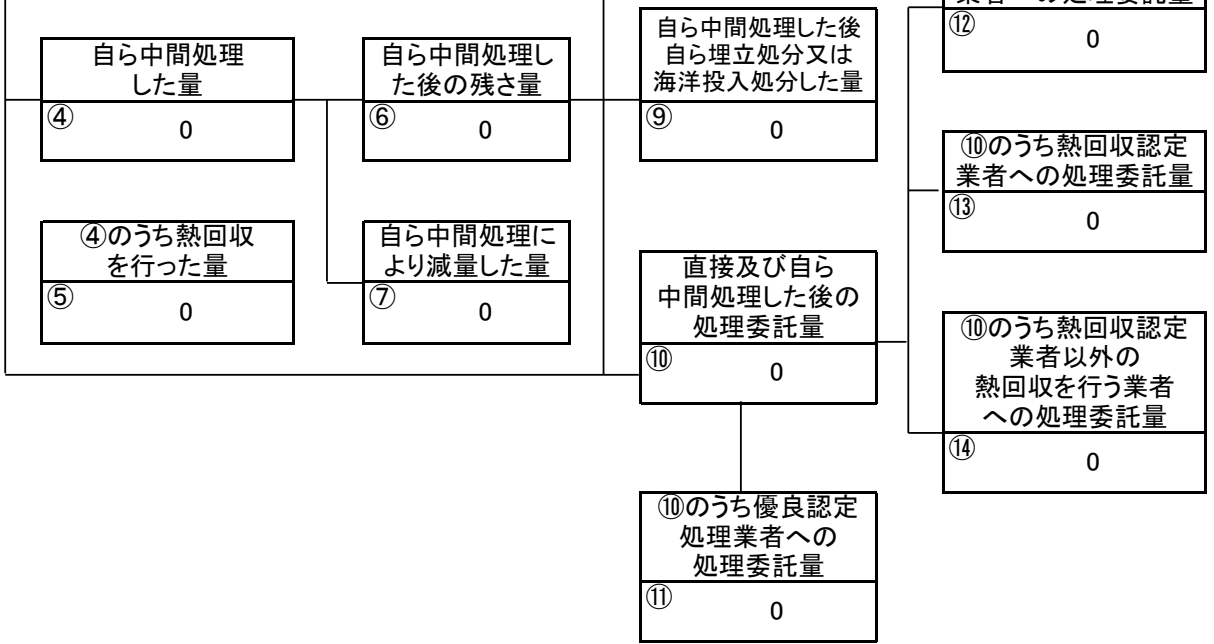 自ら中間処理
した量
④
0
自ら中間処理し
た後の残さ量
⑥
0
自ら中間処理した後
自ら埋立処分又は
海洋投入処分した量
⑨
0
⑫
0
⑩のうち熱回収認定
業者への処理委託量
⑬
0
④のうち熱回収
を行った量
⑤
0
自ら中間処理に
より減量した量
⑦
0
直接及び自ら
中間処理した後の
処理委託量
⑩
0
⑩のうち熱回収認定
業者以外の
熱回収を行う業者
への処理委託量
⑭
0
⑩のうち優良認定
処理業者への
処理委託量
⑪
0